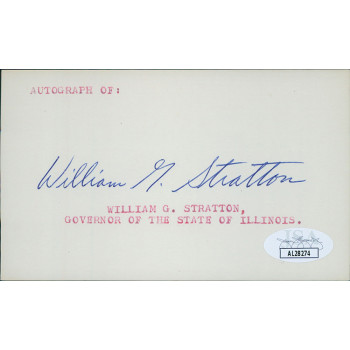 AUTOGRAPH OF:
William G. Stratton
WILLIAM G. STRATTON,
GOVERNOR OF THE STATE OF ILLINOIS.
JSA
AL28274